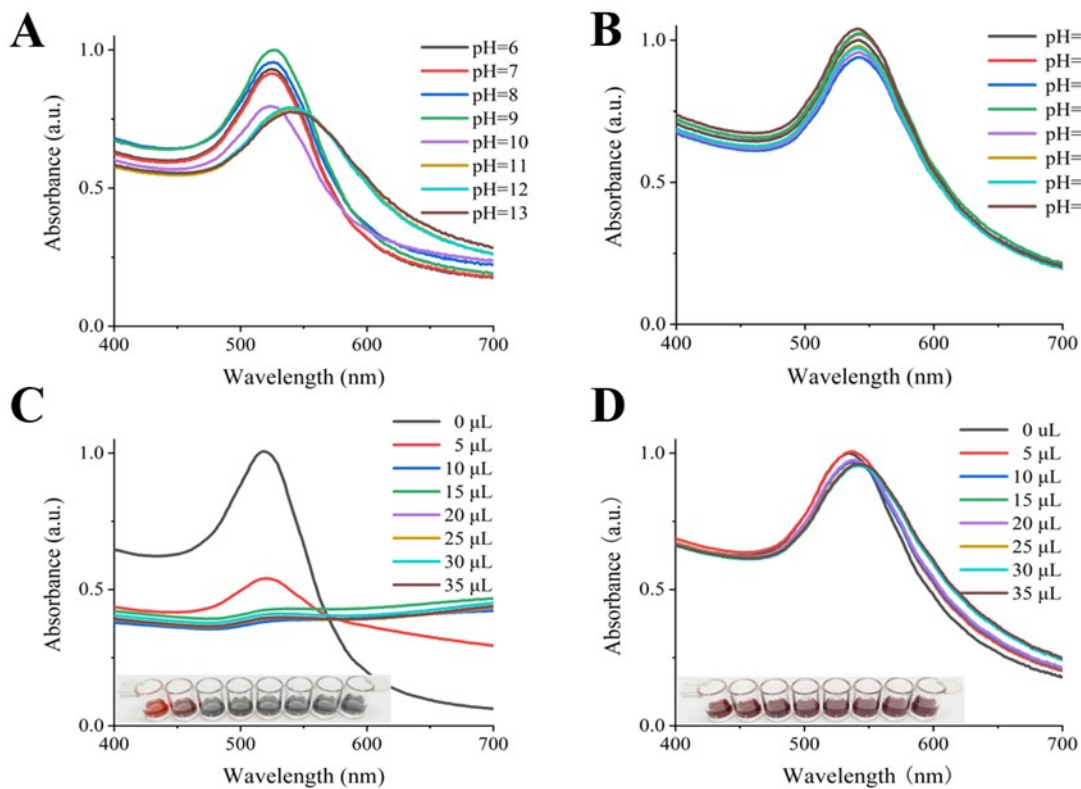 A
Absorbance (a.u.)
1.0
0.5
0.0
400
500
600
700
Wavelength (nm)
pH=6
pH=7
pH=8
pH=9
pH=10
pH=11
pH=12
pH=13
B
Absorbance (a.u.)
1.0
0.5
0.0
400
500
600
700
Wavelength (nm)
pH=
pH=
pH=
pH=
pH=
pH=
pH=
pH=
C
Absorbance (a.u.)
1.0
0.5
0.0
400
500
600
700
Wavelength (nm)
0 μL
5 μL
10 μL
15 μL
20 μL
25 μL
30 μL
35 μL
D
Absorbance (a.u.)
1.0
0.5
0.0
400
500
600
700
Wavelength (nm)
0 uL
5 μL
10 μL
15 μL
20 μL
25 μL
30 μL
35 μL